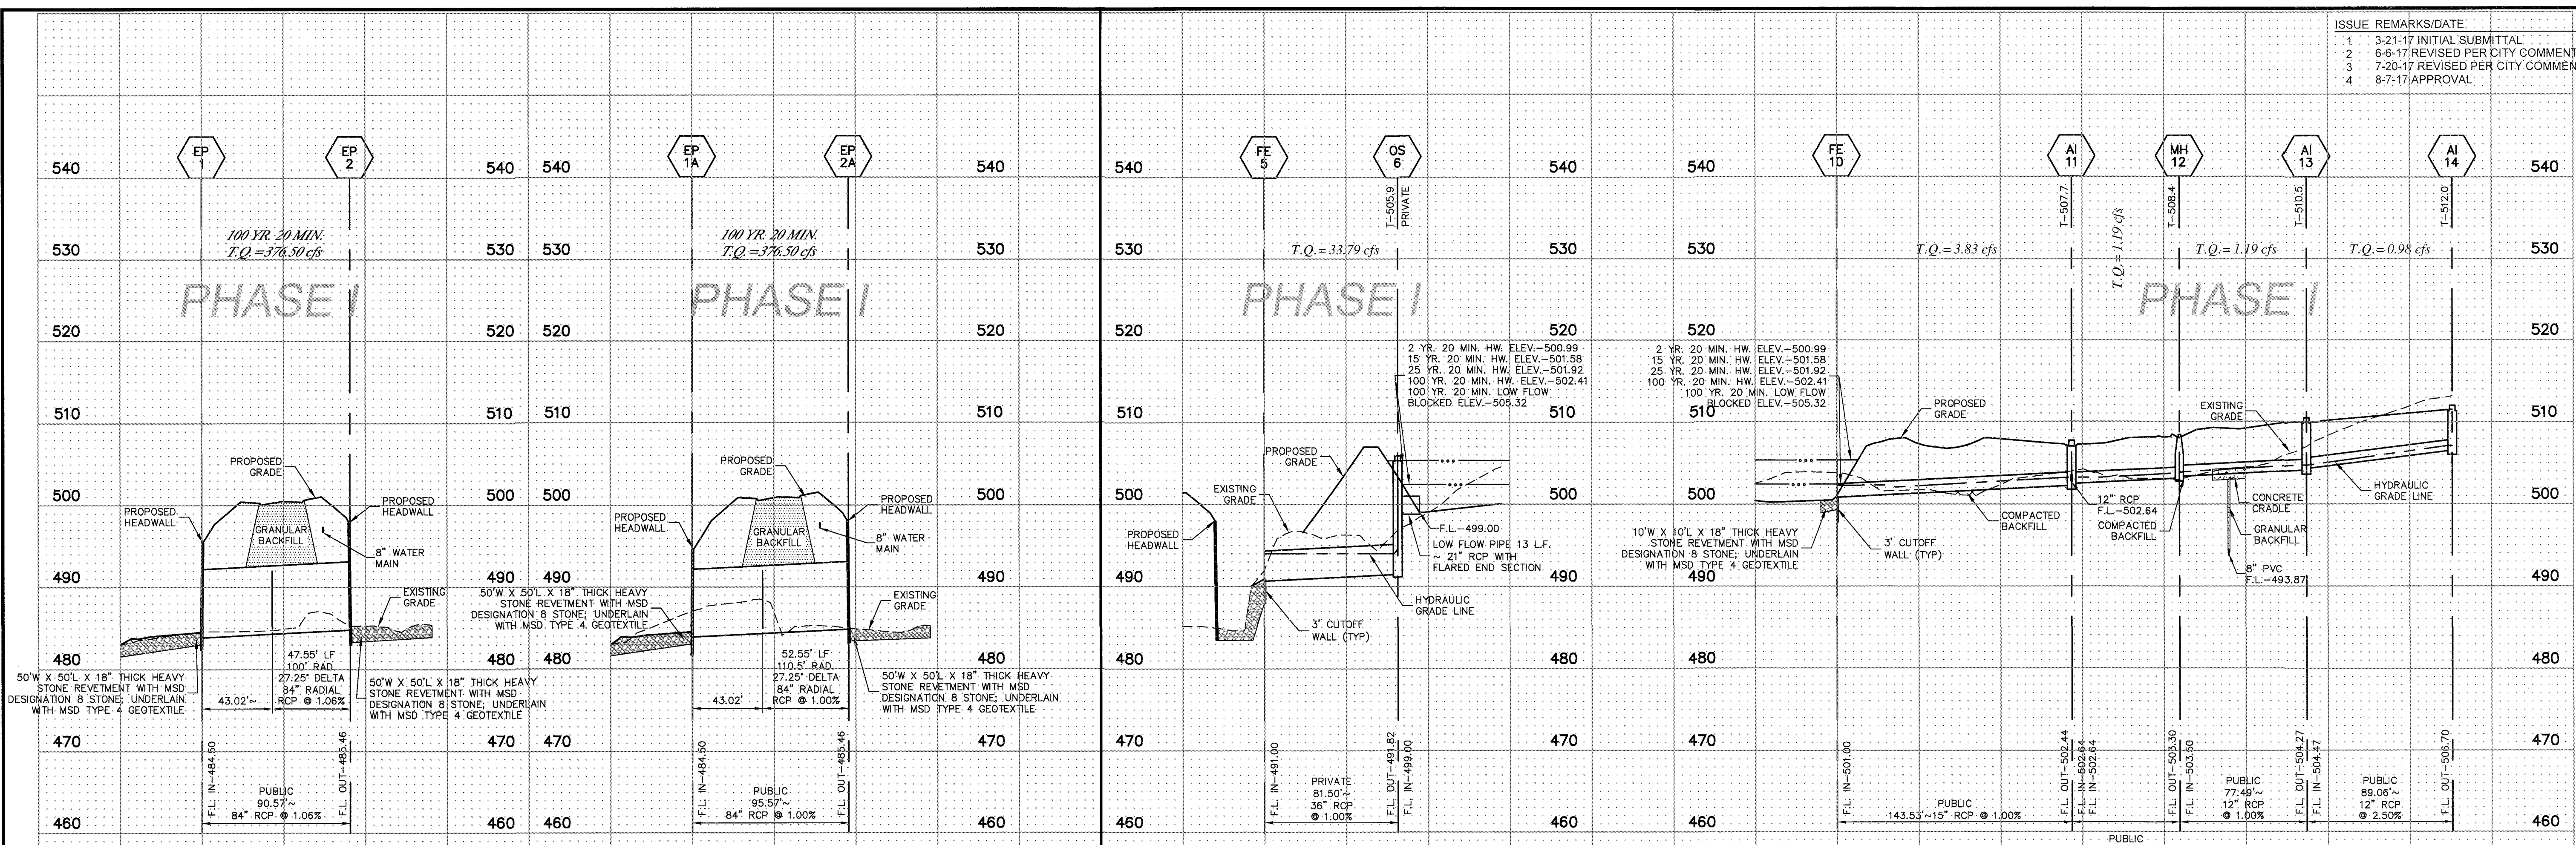 ISSUE REMARKS/DATE
1 3-21-17 INITIAL SUBMITTAL
2 6-6-17 REVISED PER CITY COMMENT
3 7-20-17 REVISED PER CITY COMMEN
4 8-7-17 APPROVAL
EP 1
EP 2
540
540
100 YR. 20 MIN.
T.Q.=376.50 cfs
530
530
PHASE I
520
520
510
510
PROPOSED
GRADE
500
500
PROPOSED
HEADWALL
PROPOSED
HEADWALL
GRANULAR
BACKFILL
8" WATER
MAIN
490
490
EXISTING
GRADE
480
480
47.55' LF
100' RAD.
27.25° DELTA
84" RADIAL
RCP @ 1.06%
43.02'~
50'W X 50'L X 18" THICK HEAVY
STONE REVETMENT WITH MSD
DESIGNATION 8 STONE; UNDERLAIN
WITH MSD TYPE 4 GEOTEXTILE
50'W X 50'L X 18" THICK HEAVY
STONE REVETMENT WITH MSD
DESIGNATION 8 STONE; UNDERLAIN
WITH MSD TYPE 4 GEOTEXTILE
470
470
F.L. IN-484.50
F.L. OUT-485.46
PUBLIC
90.57'~
84" RCP @ 1.06%
460
460
EP 1A
EP 2A
540
540
100 YR. 20 MIN.
T.Q.=376.50 cfs
530
530
PHASE I
520
520
510
510
PROPOSED
GRADE
500
500
PROPOSED
HEADWALL
PROPOSED
HEADWALL
GRANULAR
BACKFILL
8" WATER
MAIN
490
490
50'W X 50'L X 18" THICK HEAVY
STONE REVETMENT WITH MSD
DESIGNATION 8 STONE; UNDERLAIN
WITH MSD TYPE 4 GEOTEXTILE
EXISTING
GRADE
480
480
52.55' LF
110.5' RAD.
27.25° DELTA
84" RADIAL
RCP @ 1.00%
43.02'
50'W X 50'L X 18" THICK HEAVY
STONE REVETMENT WITH MSD
DESIGNATION 8 STONE; UNDERLAIN
WITH MSD TYPE 4 GEOTEXTILE
470
470
F.L. IN-484.50
F.L. OUT-485.46
PUBLIC
95.57'~
84" RCP @ 1.00%
460
460
FE 5
OS 6
540
540
T-505.9
PRIVATE
T.Q.= 33.79 cfs
530
530
PHASE I
520
520
2 YR. 20 MIN. HW. ELEV.-500.99
15 YR. 20 MIN. HW. ELEV.-501.58
25 YR. 20 MIN. HW. ELEV.-501.92
100 YR. 20 MIN. HW. ELEV.-502.41
100 YR. 20 MIN. LOW FLOW
BLOCKED ELEV.-505.32
510
510
PROPOSED
GRADE
EXISTING
GRADE
500
500
PROPOSED
HEADWALL
F.L.-499.00
LOW FLOW PIPE 13 L.F.
~ 21" RCP WITH
FLARED END SECTION
490
490
HYDRAULIC
GRADE LINE
3' CUTOFF
WALL (TYP)
480
480
470
470
F.L. IN-491.00
F.L. OUT-491.82
F.L. IN-499.00
PRIVATE
81.50'~
36" RCP
@ 1.00%
460
460
FE 10
AI 11
MH 12
AI 13
AI 14
540
540
T-507.7
T-508.4
T-510.5
T-512.0
T.Q.= 3.83 cfs
T.Q.= 1.19 cfs
T.Q.= 1.19 cfs
T.Q.= 0.98 cfs
530
530
PHASE I
520
520
2 YR. 20 MIN. HW. ELEV.-500.99
15 YR. 20 MIN. HW. ELEV.-501.58
25 YR. 20 MIN. HW. ELEV.-501.92
100 YR. 20 MIN. HW. ELEV.-502.41
100 YR. 20 MIN. LOW FLOW
BLOCKED ELEV.-505.32
510
510
PROPOSED
GRADE
EXISTING
GRADE
500
500
12" RCP
F.L.-502.64
HYDRAULIC
GRADE LINE
CONCRETE
CRADLE
COMPACTED
BACKFILL
COMPACTED
BACKFILL
GRANULAR
BACKFILL
10'W X 10'L X 18" THICK HEAVY
STONE REVETMENT WITH MSD
DESIGNATION 8 STONE; UNDERLAIN
WITH MSD TYPE 4 GEOTEXTILE
3' CUTOFF
WALL (TYP)
490
490
8" PVC
F.L.-493.87
480
480
470
470
F.L. IN-501.00
F.L. OUT-502.44
F.L. IN-502.64
F.L. IN-502.64
F.L. OUT-503.30
F.L. IN-503.50
F.L. OUT-504.27
F.L. IN-504.47
F.L. OUT-506.70
PUBLIC
143.53'~15" RCP @ 1.00%
PUBLIC
77.49'~
12" RCP
@ 1.00%
PUBLIC
89.06'~
12" RCP
@ 2.50%
460
460
PUBLIC